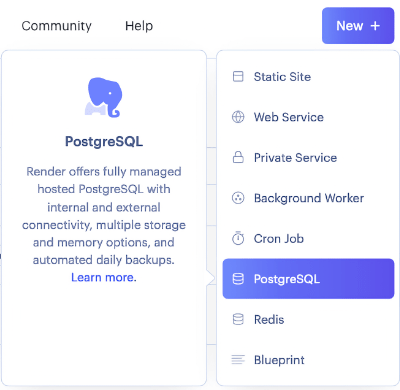 Community
Help
New +
PostgreSQL
Render offers fully managed
hosted PostgreSQL with
internal and external
connectivity, multiple storage
and memory options, and
automated daily backups.
Learn more.
Static Site
Web Service
Private Service
Background Worker
Cron Job
PostgreSQL
Redis
Blueprint